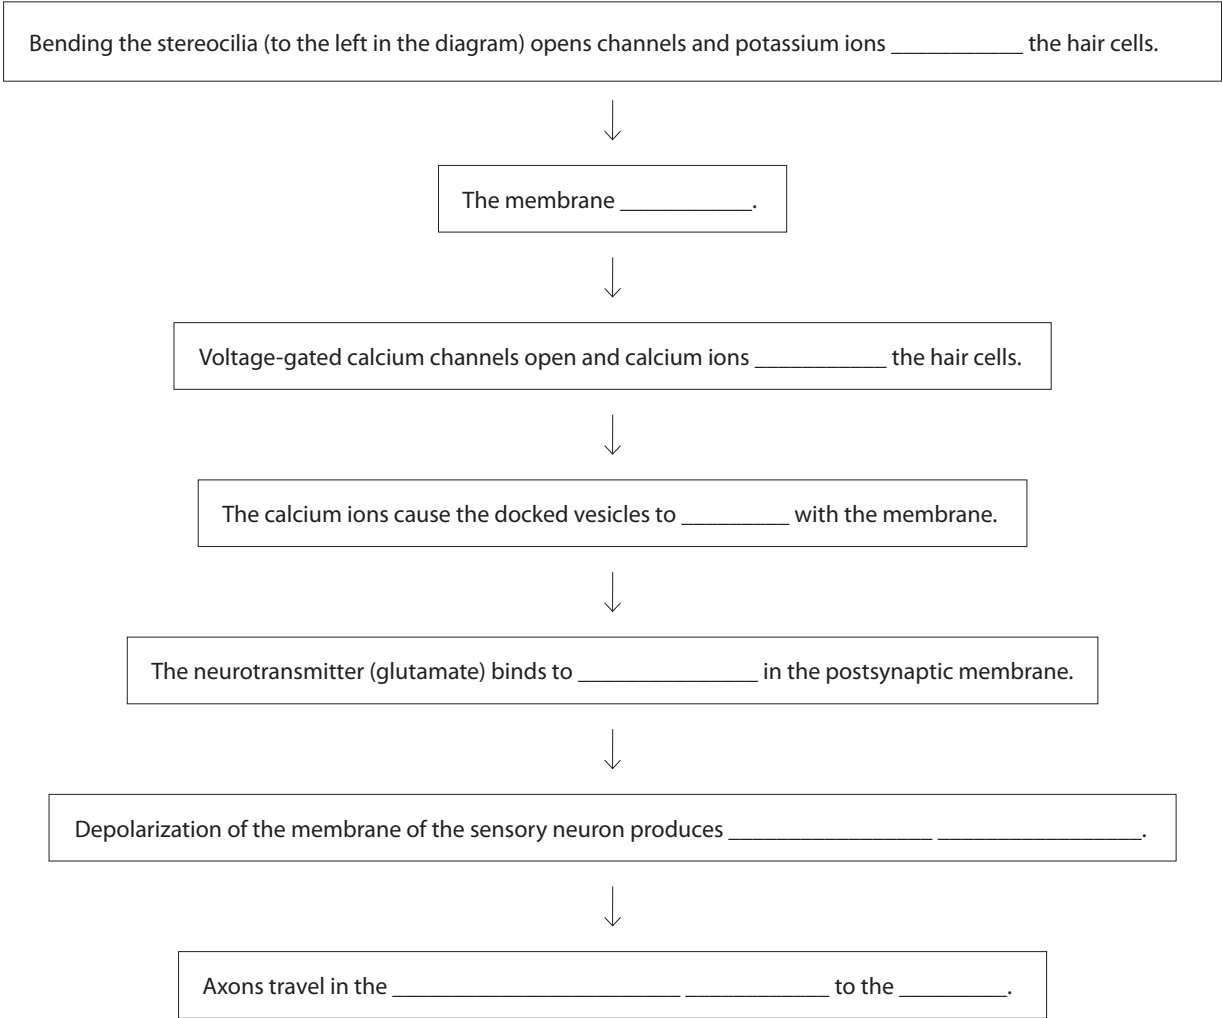 Bending the stereocilia (to the left in the diagram) opens channels and potassium ions ___________ the hair cells.
The membrane ___________.
Voltage-gated calcium channels open and calcium ions ___________ the hair cells.
The calcium ions cause the docked vesicles to _________ with the membrane.
The neurotransmitter (glutamate) binds to _______________ in the postsynaptic membrane.
Depolarization of the membrane of the sensory neuron produces _________________ _________________.
Axons travel in the ________________________ ____________ to the _________.